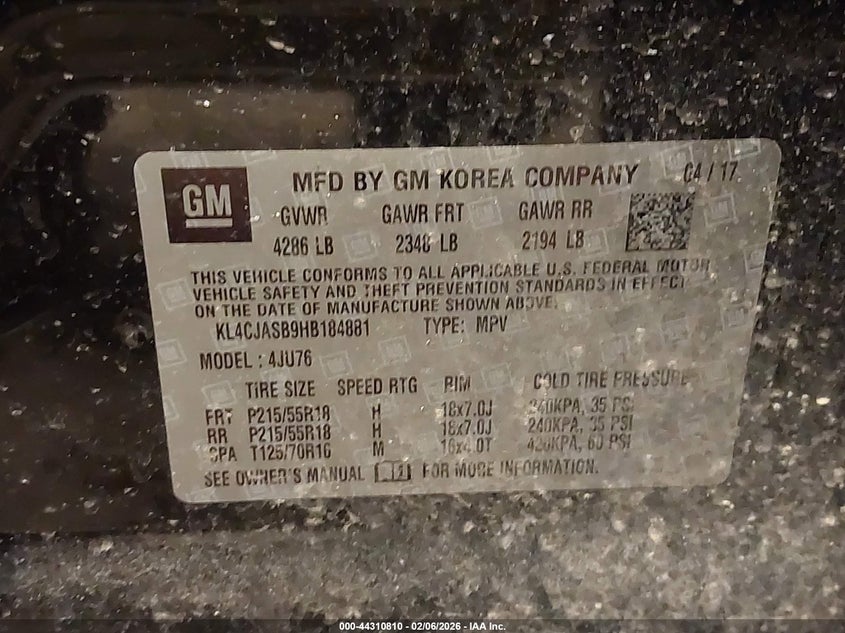 GM
MFD BY GM KOREA COMPANY 04 / 17
GVWR GAWR FRT GAWR RR
4286 LB 2348 LB 2194 LB
THIS VEHICLE CONFORMS TO ALL APPLICABLE U.S. FEDERAL MOTOR
VEHICLE SAFETY AND THEFT PREVENTION STANDARDS IN EFFECT
ON THE DATE OF MANUFACTURE SHOWN ABOVE.
KL4CJASB9HB184881 TYPE: MPV
MODEL : 4JU76
TIRE SIZE SPEED RTG RIM COLD TIRE PRESSURE
FRT P215/55R18 H 18x7.0J 240KPA, 35 PSI
RR P215/55R18 H 18x7.0J 240KPA, 35 PSI
SPA T125/70R16 M 16x4.0T 420KPA, 60 PSI
SEE OWNER'S MANUAL FOR MORE INFORMATION.
000-44310810 - 02/06/2026 - IAA Inc.